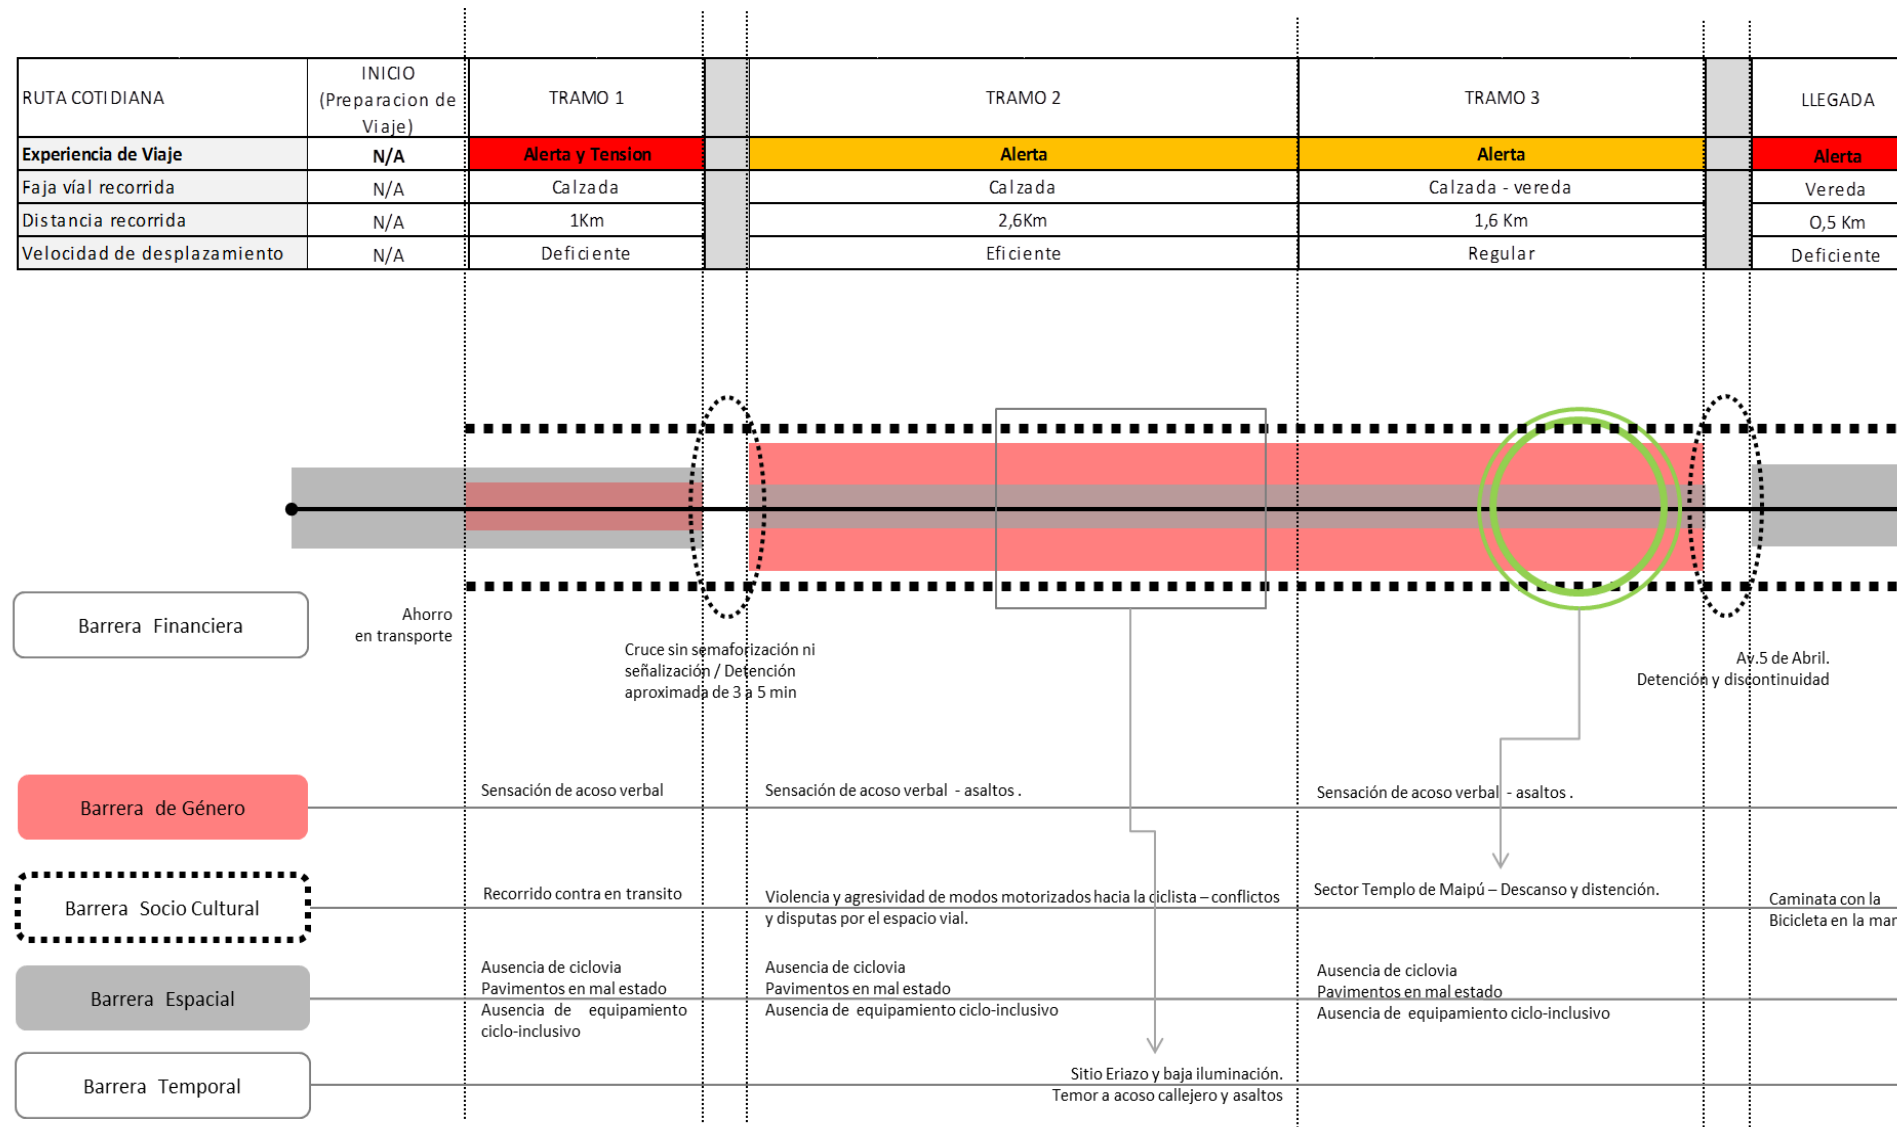 RUTA COTIDIANA
INICIO
(Preparacion de
Viaje)
TRAMO 1
TRAMO 2
TRAMO 3
LLEGADA
Experiencia de Viaje
N/A
Alerta y Tension
Alerta
Alerta
Alerta
Faja víal recorrida
N/A
Calzada
Calzada
Calzada - vereda
Vereda
Distancia recorrida
N/A
1Km
2,6Km
1,6 Km
O,5 Km
Velocidad de desplazamiento
N/A
Deficiente
Eficiente
Regular
Deficiente
Barrera Financiera
Ahorro
en transporte
Cruce sin semaforización ni
señalización / Detención
aproximada de 3 a 5 min
Av.5 de Abril.
Detención y discontinuidad
Barrera de Género
Sensación de acoso verbal
Sensación de acoso verbal - asaltos .
Sensación de acoso verbal - asaltos .
Barrera Socio Cultural
Recorrido contra en transito
Violencia y agresividad de modos motorizados hacia la ciclista – conflictos
y disputas por el espacio vial.
Sector Templo de Maipú – Descanso y distención.
Caminata con la
Bicicleta en la
Barrera Espacial
Ausencia de ciclovia
Pavimentos en mal estado
Ausencia de equipamiento
ciclo-inclusivo
Ausencia de ciclovia
Pavimentos en mal estado
Ausencia de equipamiento ciclo-inclusivo
Ausencia de ciclovia
Pavimentos en mal estado
Ausencia de equipamiento ciclo-inclusivo
Barrera Temporal
Sitio Eriazo y baja iluminación.
Temor a acoso callejero y asaltos